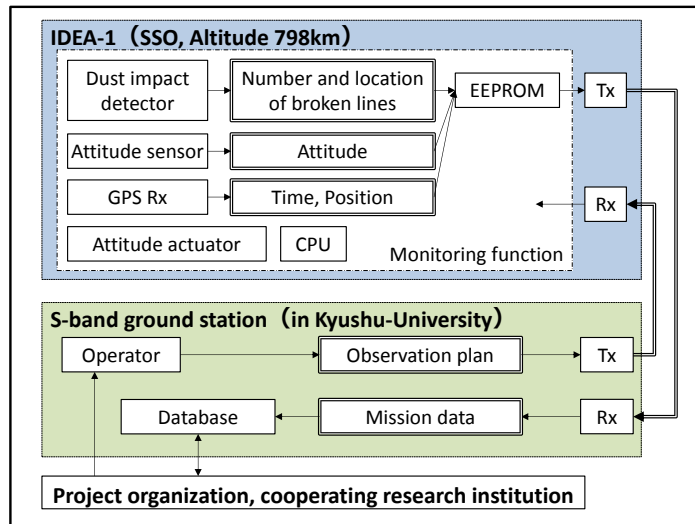 IDEA-1（SSO, Altitude 798km）
Dust impact
detector
Number and location
of broken lines
EEPROM
Tx
Attitude sensor
Attitude
GPS Rx
Time, Position
Rx
Attitude actuator
CPU
Monitoring function
S-band ground station（in Kyushu-University）
Operator
Observation plan
Tx
Database
Mission data
Rx
Project organization, cooperating research institution